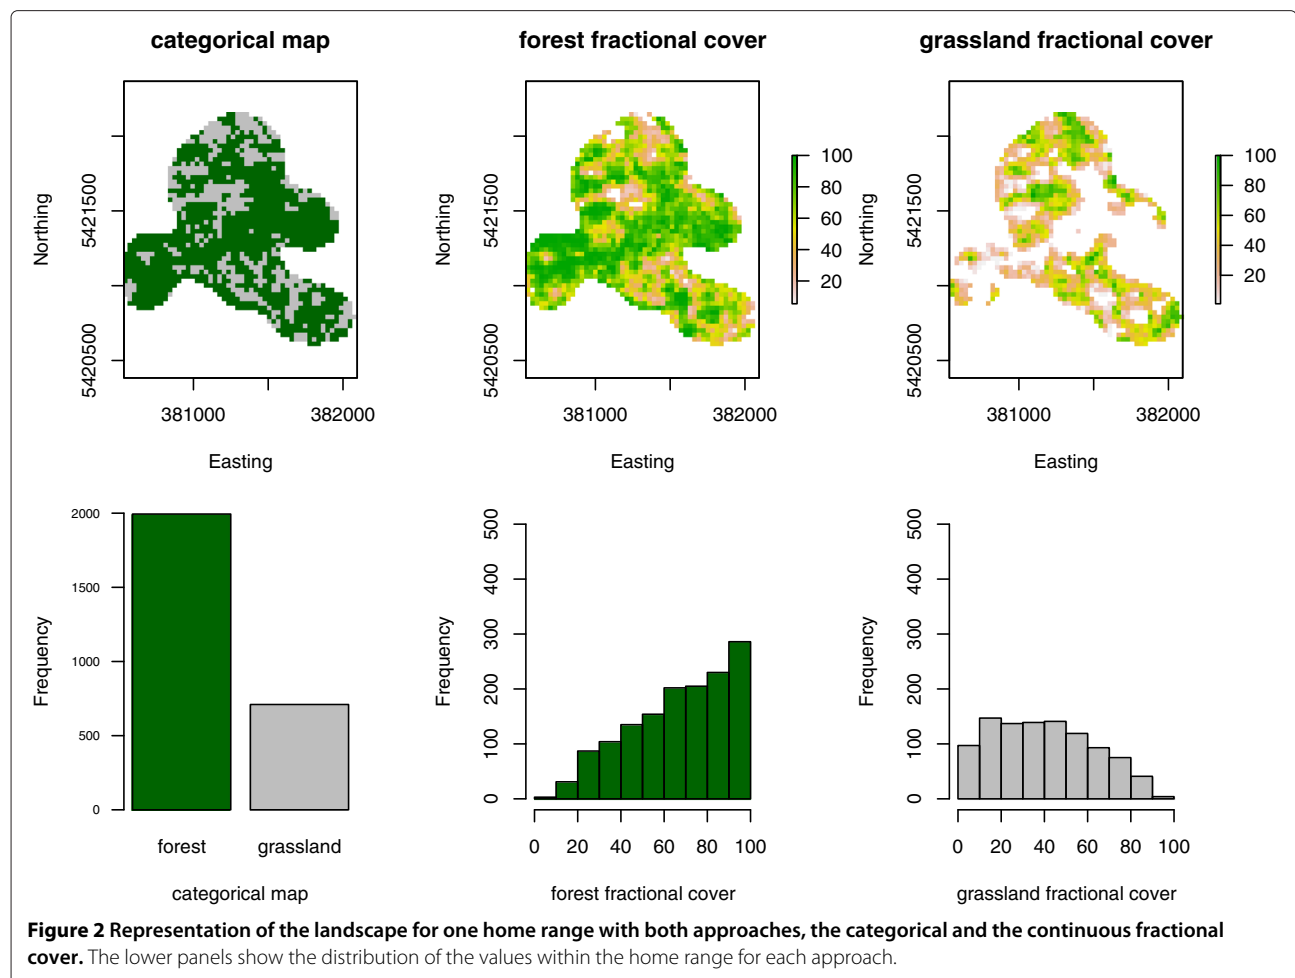 categorical map
forest fractional cover
grassland fractional cover
Northing
5421500
5420500
381000 382000
Easting
100
80
60
40
20
Northing
5421500
5420500
381000 382000
Easting
100
80
60
40
20
Northing
5421500
5420500
381000 382000
Easting
2000
1500
1000
500
0
Frequency
forest grassland
categorical map
500
400
300
200
100
0
Frequency
0 20 40 60 80 100
forest fractional cover
500
400
300
200
100
0
Frequency
0 20 40 60 80 100
grassland fractional cover
Figure 2 Representation of the landscape for one home range with both approaches, the categorical and the continuous fractional
cover. The lower panels show the distribution of the values within the home range for each approach.